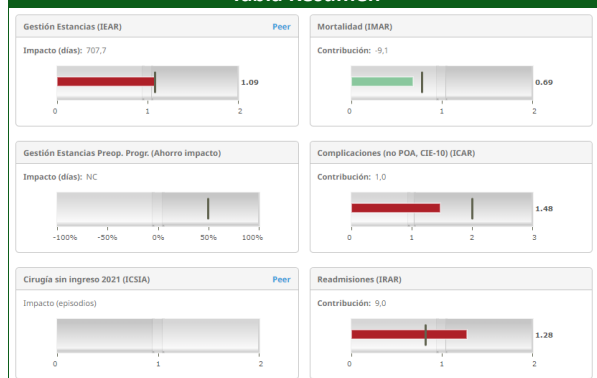 Tabla Resumen
Gestión Estancias (IEAR) Peer
Impacto (días): 707,7
1.09
0 1 2
Mortalidad (IMAR)
Contribución: -9,1
0.69
0 1 2
Gestión Estancias Preop. Progr. (Ahorro impacto)
Impacto (días): NC
-100% -50% 0% 50% 100%
Complicaciones (no POA, CIE-10) (ICAR)
Contribución: 1,0
1.48
0 1 2 3
Cirugía sin ingreso 2021 (ICSIA) Peer
Impacto (episodios)
0 1 2
Readmisiones (IRAR)
Contribución: 9,0
1.28
0 1 2